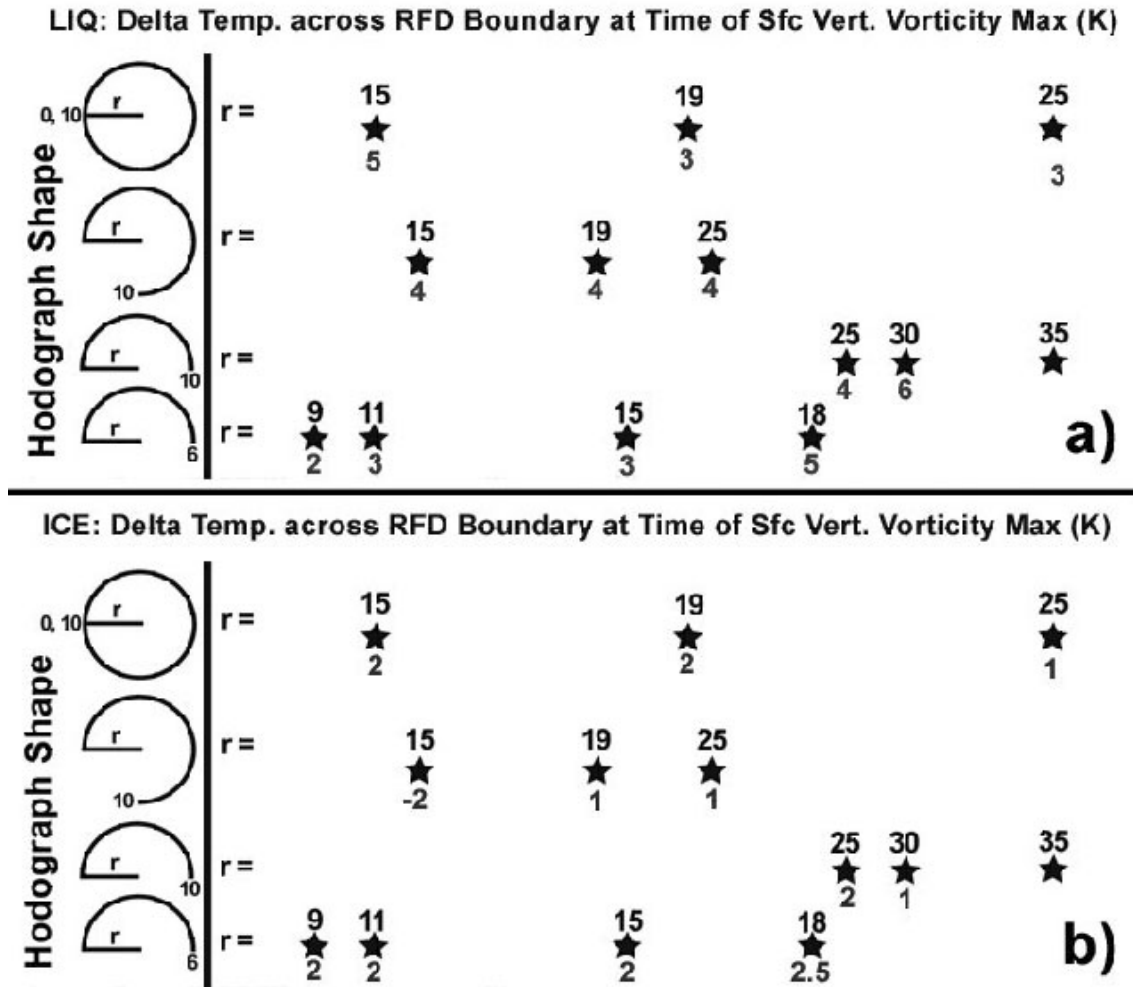 LIQ: Delta Temp. across RFD Boundary at Time of Sfc Vert. Vorticity Max (K)
Hodograph Shape
0, 10 r r = 15 19 25
5 3 3
r r = 15 19 25
10 4 4 4
r r = 25 30 35
10 4 6
r r = 9 11 15 18
6 2 3 3 5
a)
ICE: Delta Temp. across RFD Boundary at Time of Sfc Vert. Vorticity Max (K)
Hodograph Shape
0, 10 r r = 15 19 25
2 2 1
r r = 15 19 25
10 -2 1 1
r r = 25 30 35
10 2 1
r r = 9 11 15 18
6 2 2 2 2.5
b)